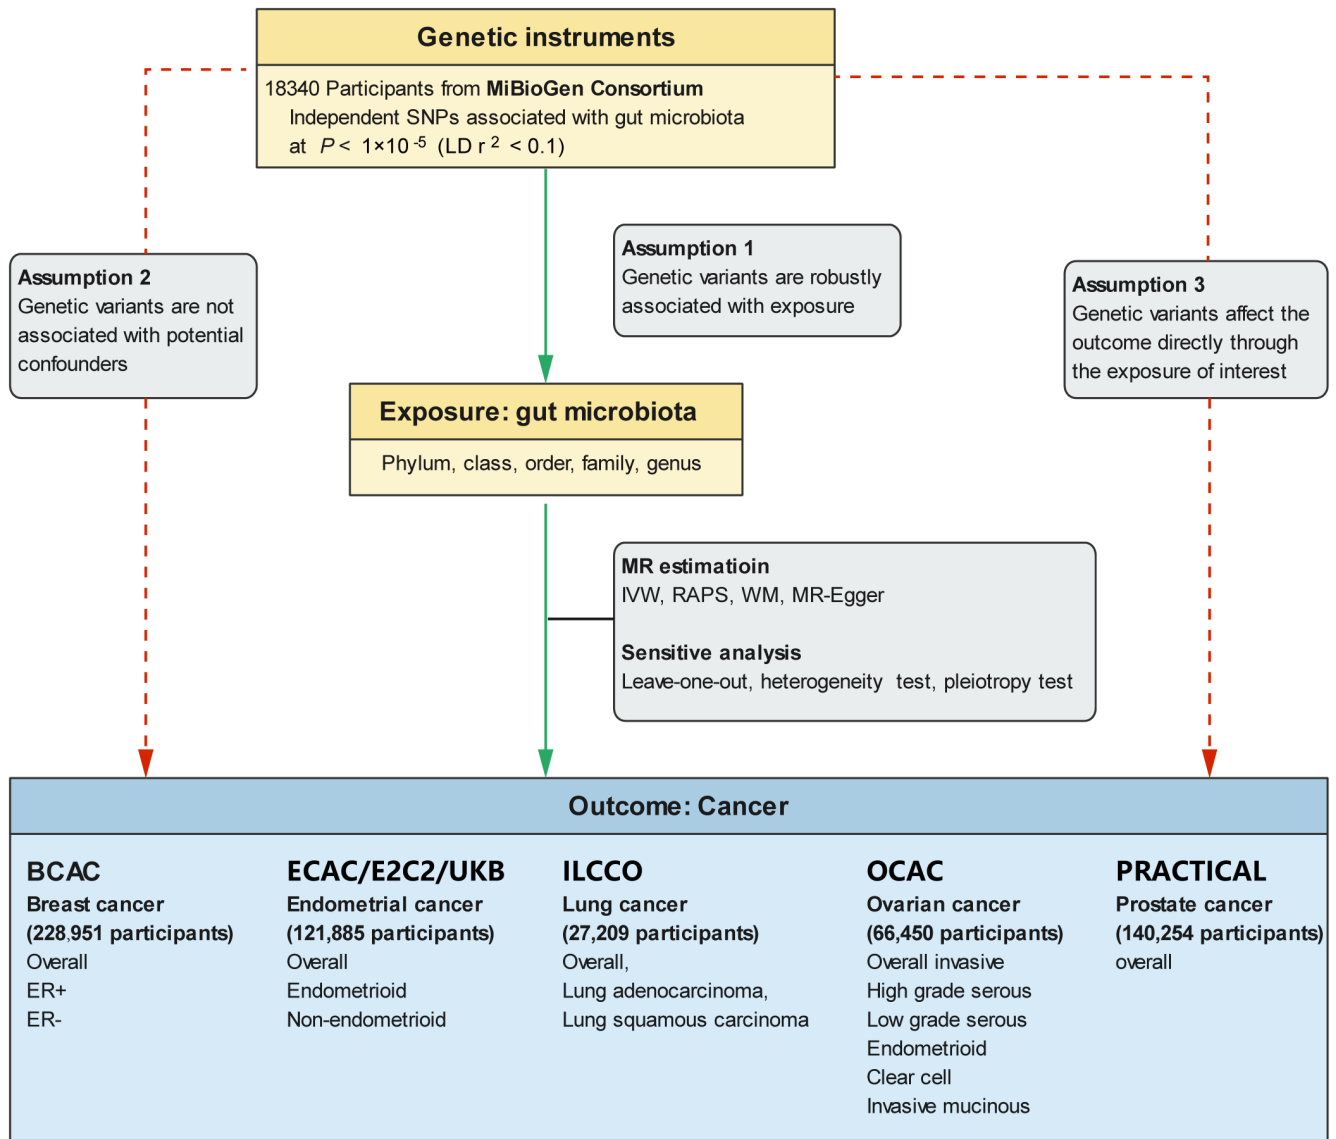 Genetic instruments
18340 Participants from MiBioGen Consortium
Independent SNPs associated with gut microbiota
at P < 1×10⁻⁵ (LD r² < 0.1)
Assumption 1
Genetic variants are robustly
associated with exposure
Assumption 2
Genetic variants are not
associated with potential
confounders
Assumption 3
Genetic variants affect the
outcome directly through
the exposure of interest
Exposure: gut microbiota
Phylum, class, order, family, genus
MR estimatioin
IVW, RAPS, WM, MR-Egger
Sensitive analysis
Leave-one-out, heterogeneity test, pleiotropy test
Outcome: Cancer
BCAC
Breast cancer
(228,951 participants)
Overall
ER+
ER-
ECAC/E2C2/UKB
Endometrial cancer
(121,885 participants)
Overall
Endometrioid
Non-endometrioid
ILCCO
Lung cancer
(27,209 participants)
Overall,
Lung adenocarcinoma,
Lung squamous carcinoma
OCAC
Ovarian cancer
(66,450 participants)
Overall invasive
High grade serous
Low grade serous
Endometrioid
Clear cell
Invasive mucinous
PRACTICAL
Prostate cancer
(140,254 participants)
overall